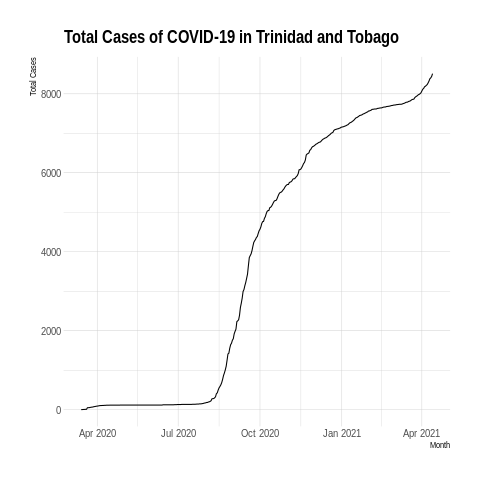 Total Cases of COVID-19 in Trinidad and Tobago
Total Cases
8000
6000
4000
2000
0
Apr 2020 Jul 2020 Oct 2020 Jan 2021 Apr 2021
Month